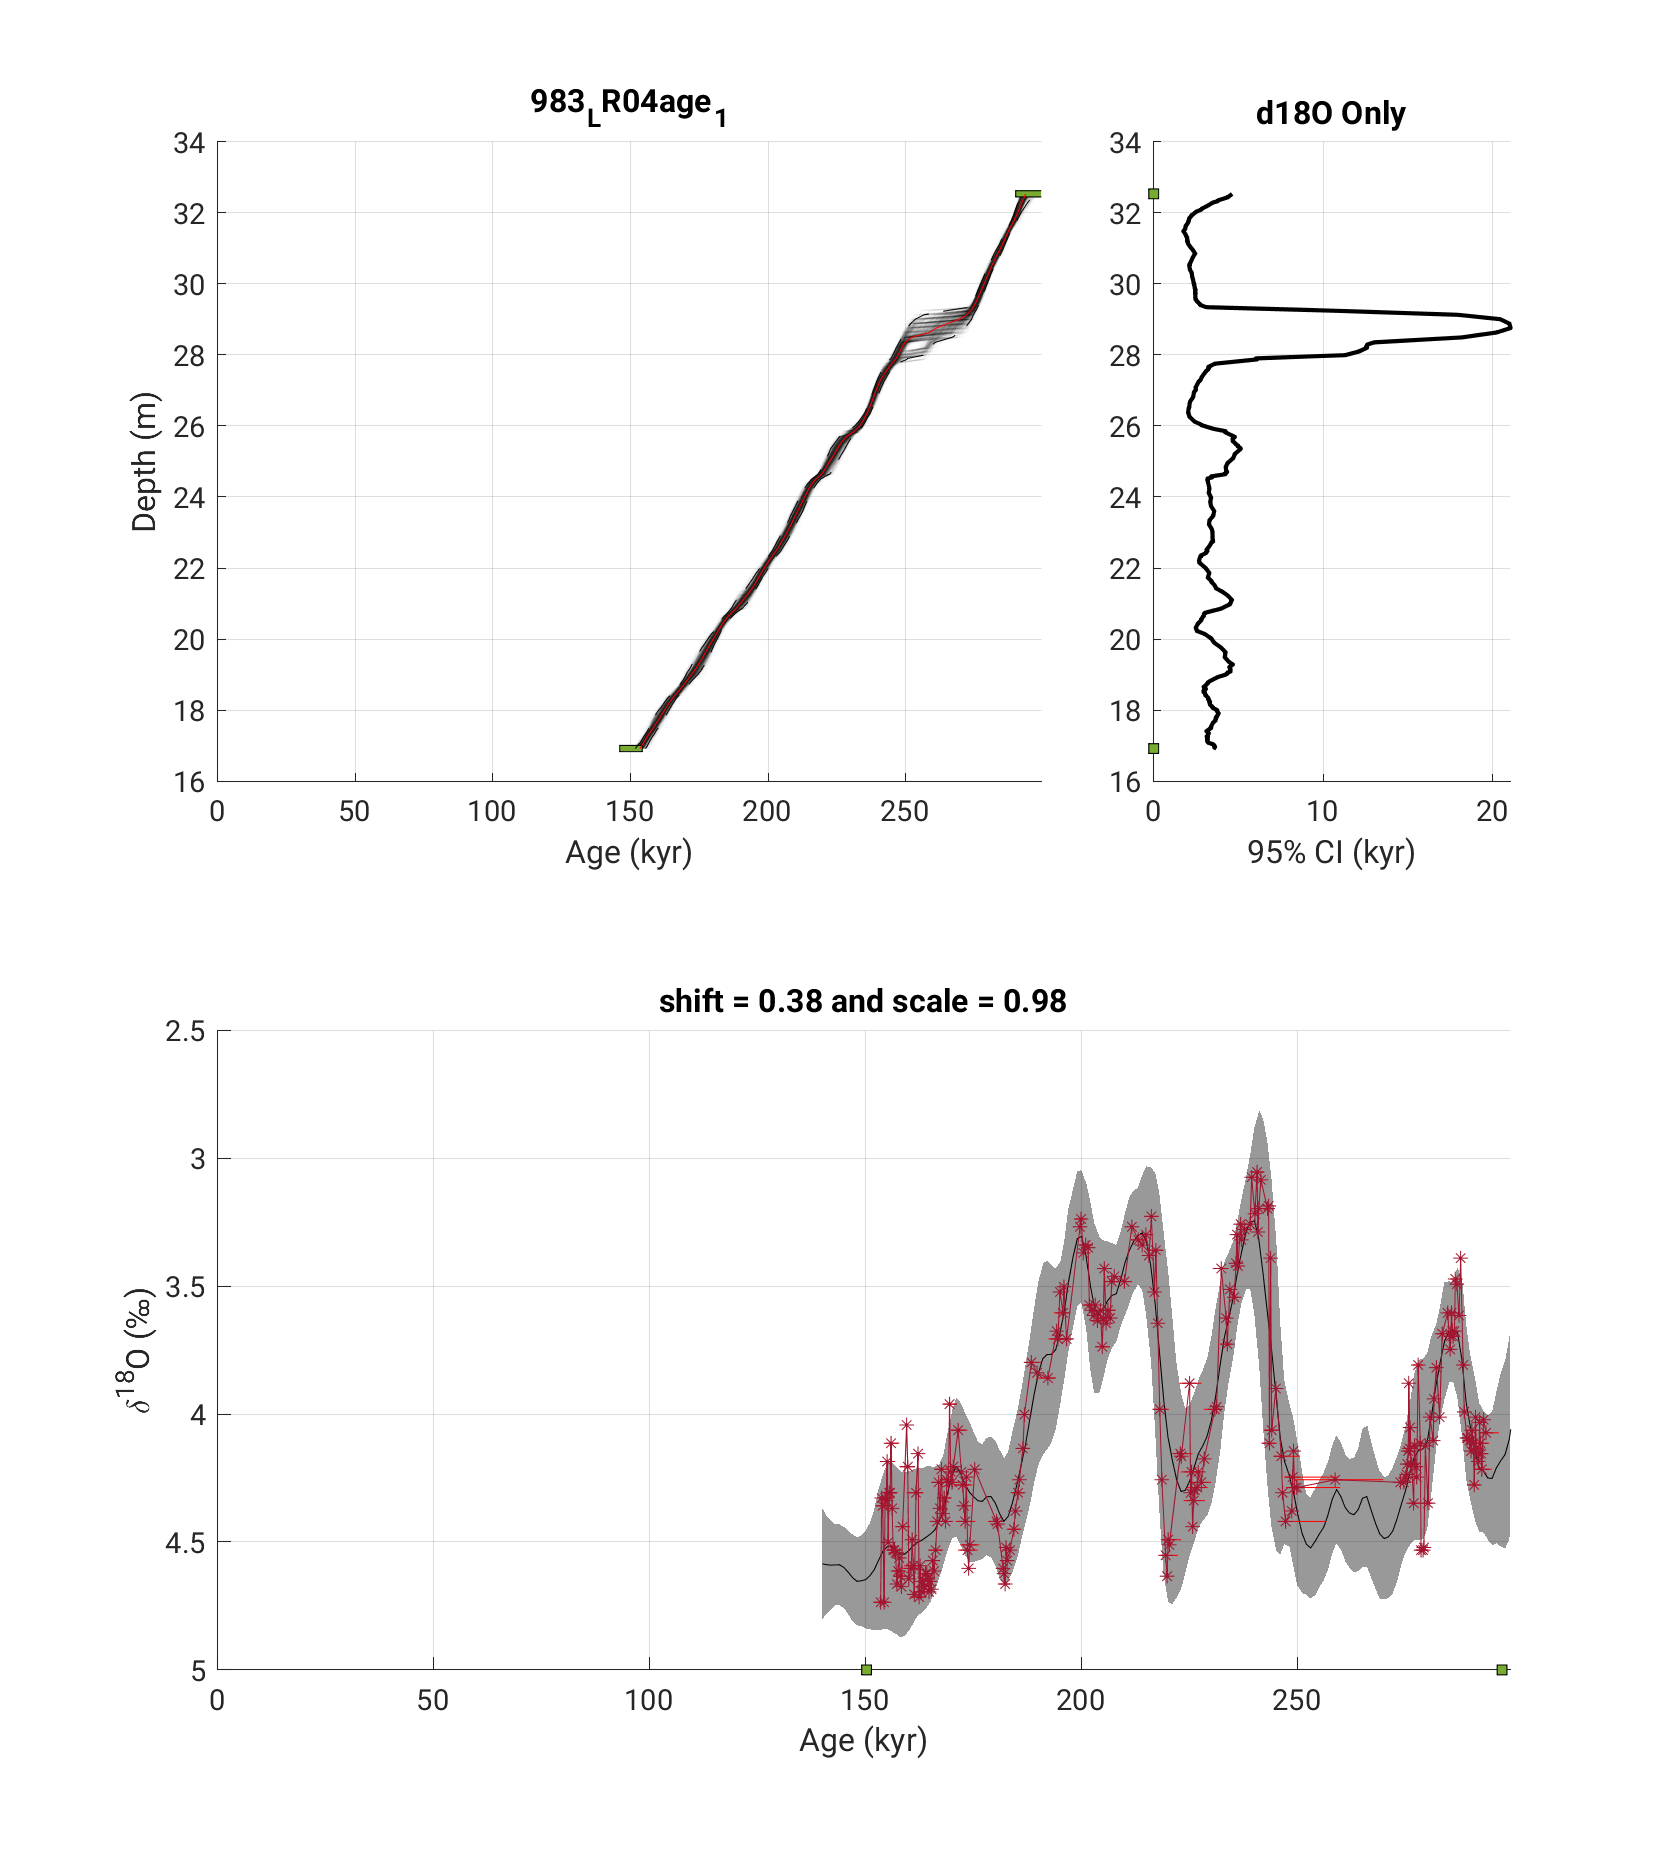 983_LR04age_1
34
32
30
28
26
24
22
20
18
16
Depth (m)
0 50 100 150 200 250
Age (kyr)
d18O Only
34
32
30
28
26
24
22
20
18
16
0 10 20
95% CI (kyr)
shift = 0.38 and scale = 0.98
2.5
3
3.5
4
4.5
5
δ¹⁸O (‰)
0 50 100 150 200 250
Age (kyr)